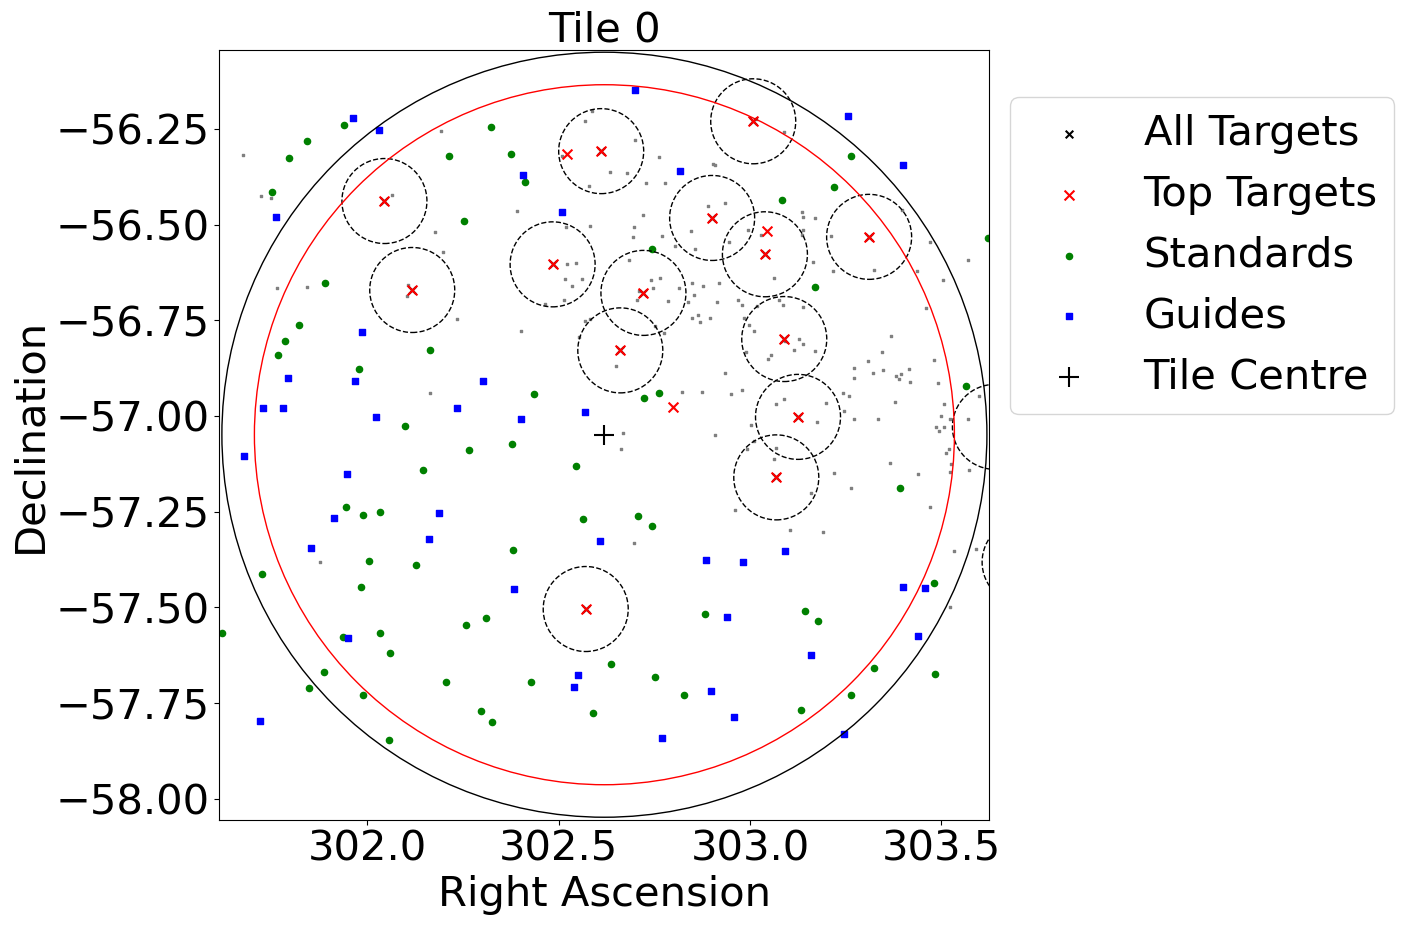 Tile 0
−56.25
−56.50
−56.75
−57.00
−57.25
−57.50
−57.75
−58.00
Declination
302.0 302.5 303.0 303.5
Right Ascension
All Targets
Top Targets
Standards
Guides
Tile Centre